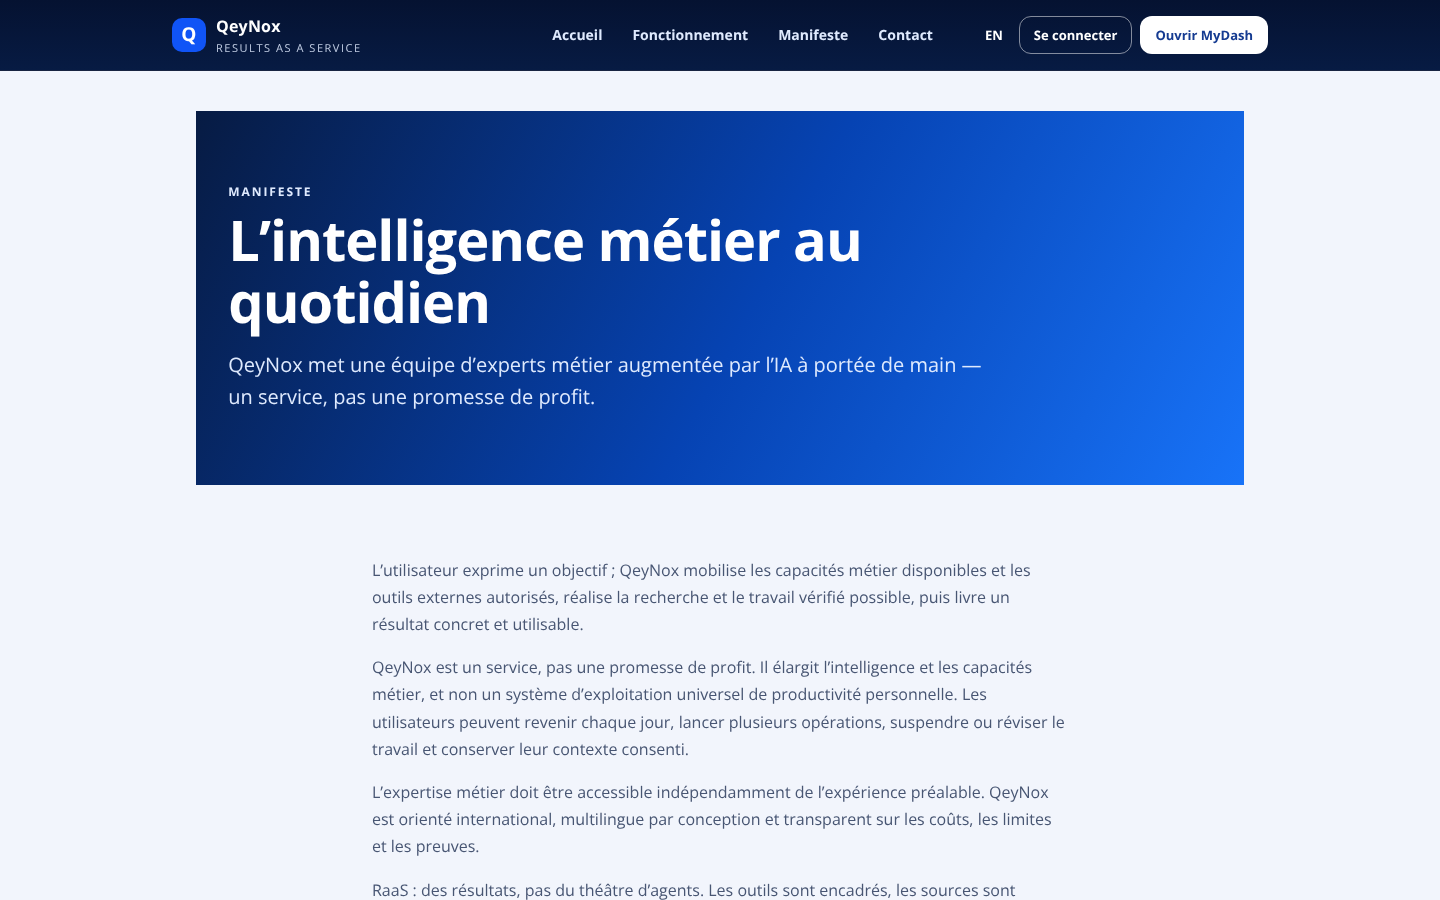 Q
QeyNox
RESULTS AS A SERVICE
Accueil
Fonctionnement
Manifeste
Contact
EN
Se connecter
Ouvrir MyDash
MANIFESTE
L’intelligence métier au
quotidien
QeyNox met une équipe d’experts métier augmentée par l’IA à portée de main —
un service, pas une promesse de profit.
L’utilisateur exprime un objectif ; QeyNox mobilise les capacités métier disponibles et les
outils externes autorisés, réalise la recherche et le travail vérifié possible, puis livre un
résultat concret et utilisable.
QeyNox est un service, pas une promesse de profit. Il élargit l’intelligence et les capacités
métier, et non un système d’exploitation universel de productivité personnelle. Les
utilisateurs peuvent revenir chaque jour, lancer plusieurs opérations, suspendre ou réviser le
travail et conserver leur contexte consenti.
L’expertise métier doit être accessible indépendamment de l’expérience préalable. QeyNox
est orienté international, multilingue par conception et transparent sur les coûts, les limites
et les preuves.
RaaS : des résultats, pas du théâtre d’agents. Les outils sont encadrés, les sources sont